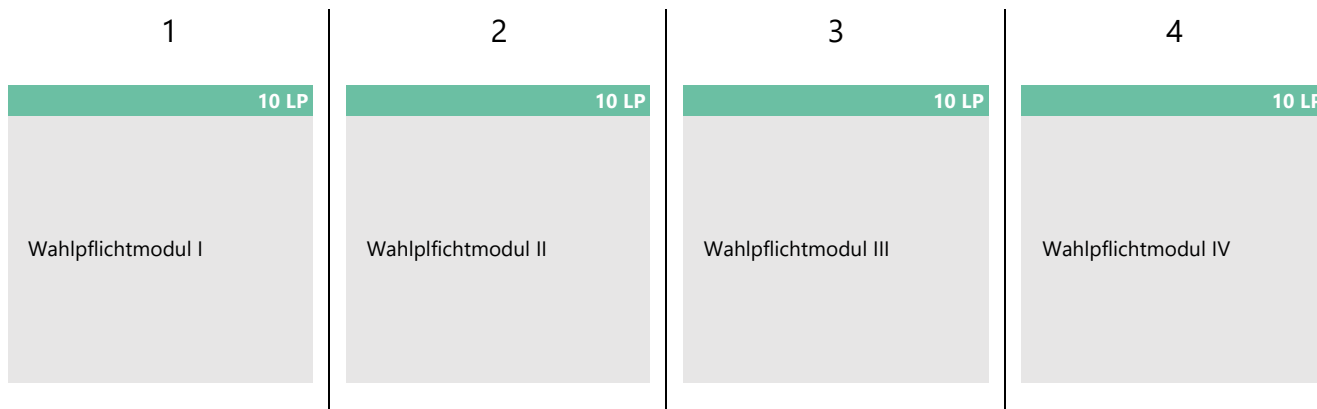 1
2
3
4
10 LP
10 LP
10 LP
10 LP
Wahlpflichtmodul I
Wahlplfichtmodul II
Wahlpflichtmodul III
Wahlpflichtmodul IV